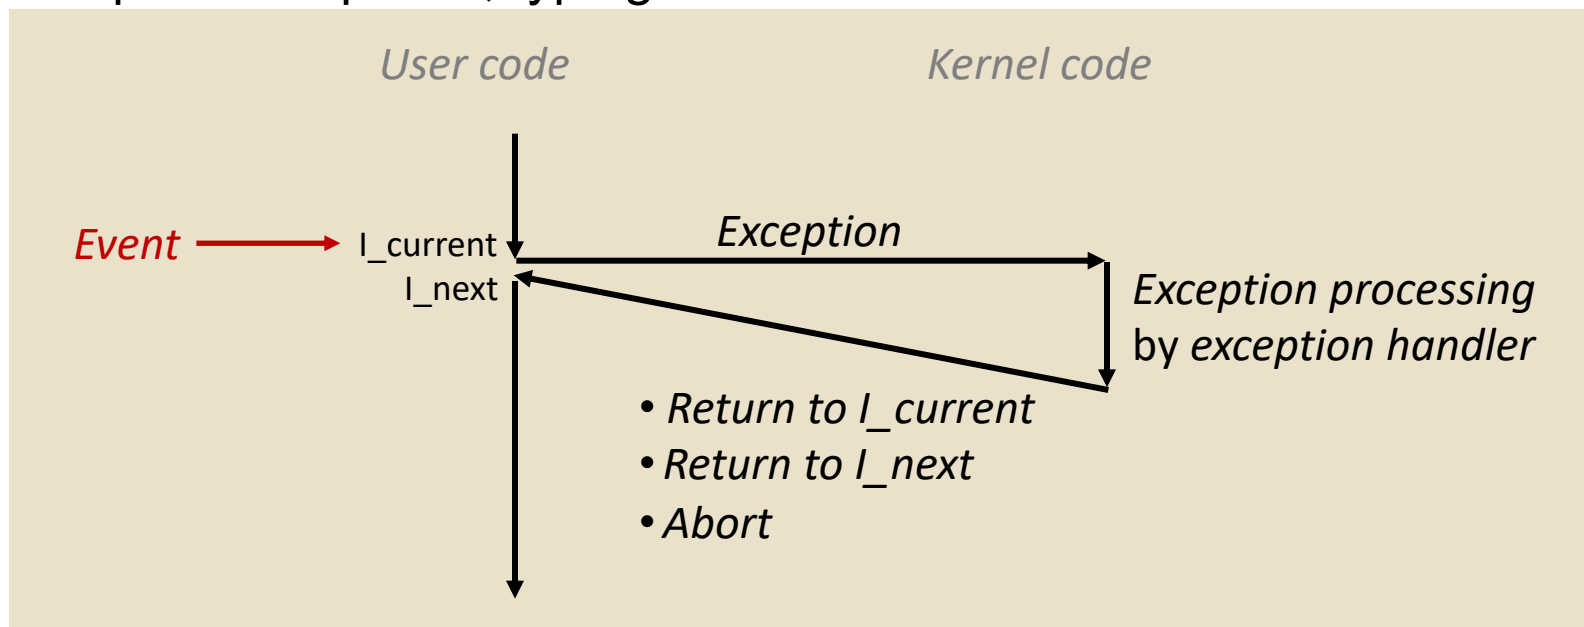 User code Kernel code
Event I_current Exception
I_next
Exception processing
by exception handler
• Return to I_current
• Return to I_next
• Abort